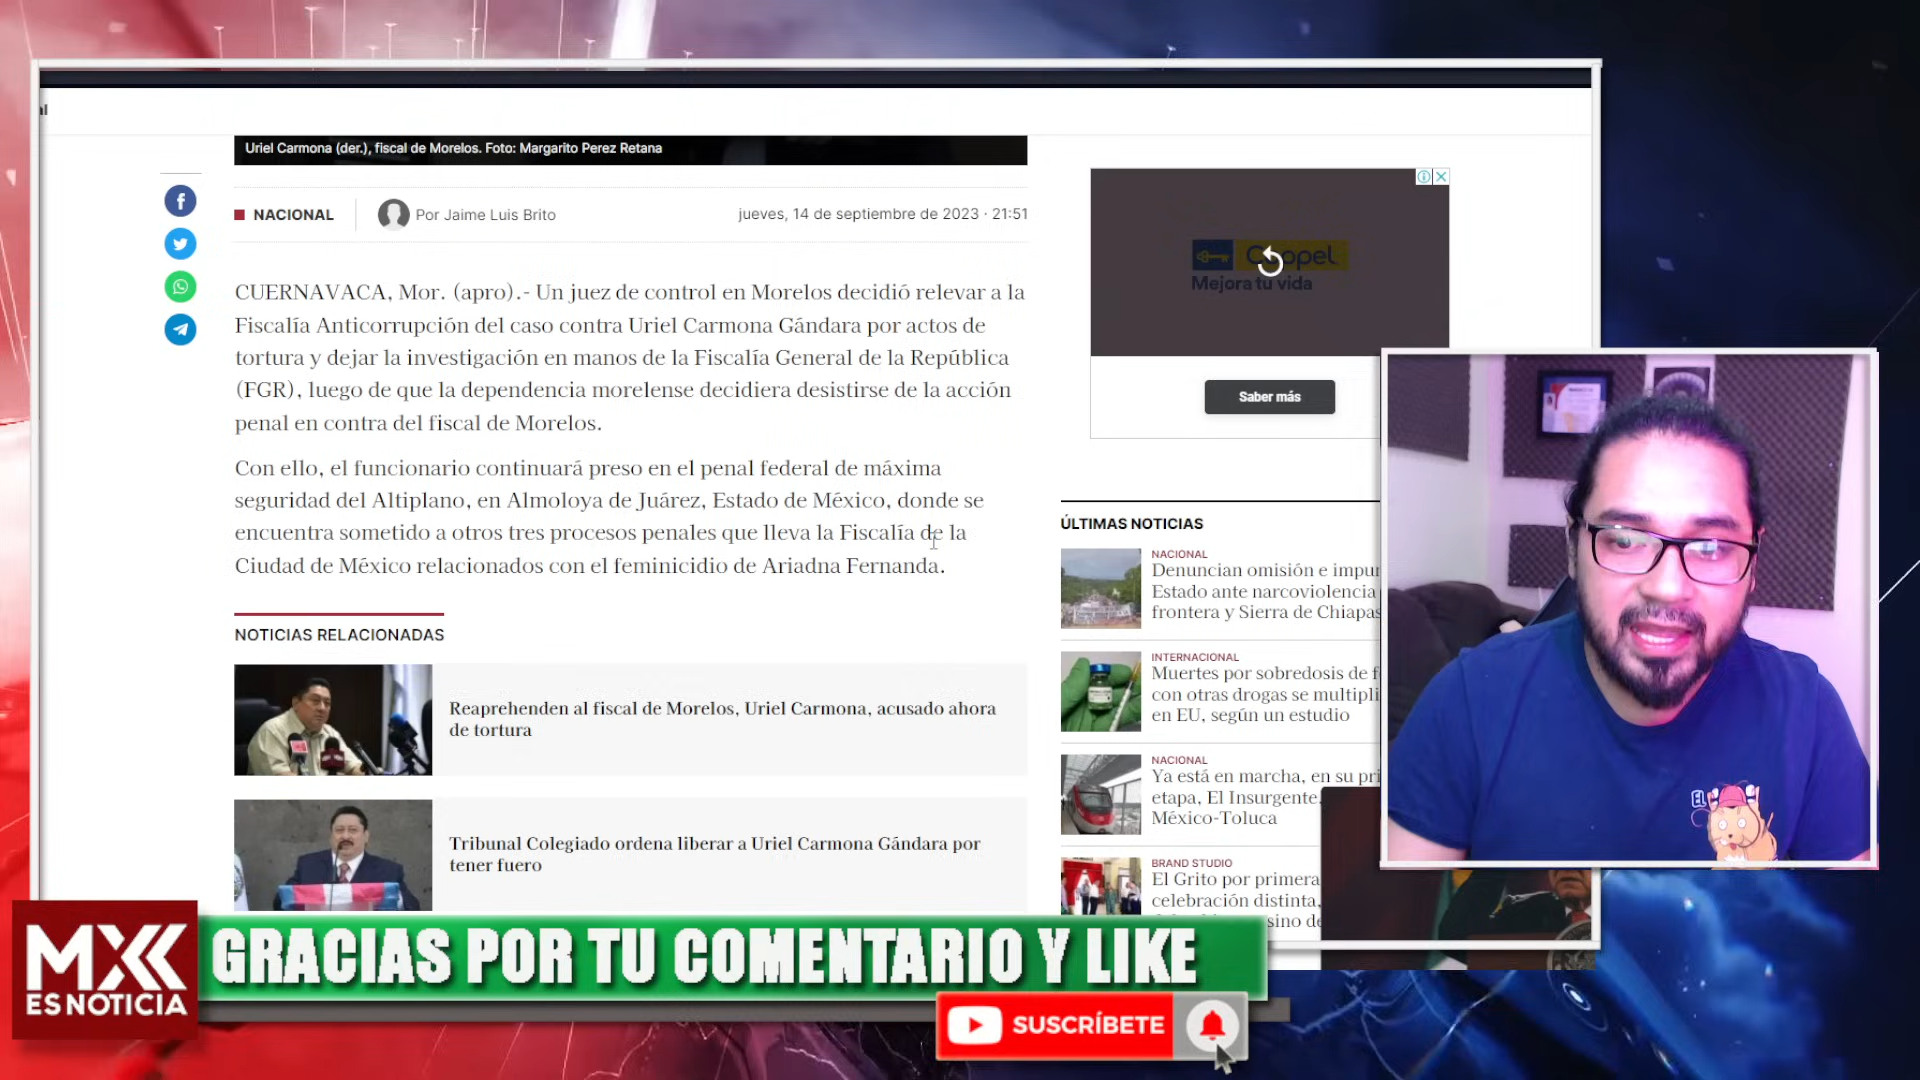 Uriel Carmona (der.), fiscal de Morelos. Foto: Margarito Perez Retana
NACIONAL
Por Jaime Luis Brito
jueves, 14 de septiembre de 2023 · 21:51
CUERNAVACA, Mor. (apro).- Un juez de control en Morelos decidió relevar a la
Fiscalía Anticorrupción del caso contra Uriel Carmona Gándara por actos de
tortura y dejar la investigación en manos de la Fiscalía General de la República
(FGR), luego de que la dependencia morelense decidiera desistirse de la acción
penal en contra del fiscal de Morelos.
Con ello, el funcionario continuará preso en el penal federal de máxima
seguridad del Altiplano, en Almoloya de Juárez, Estado de México, donde se
encuentra sometido a otros tres procesos penales que lleva la Fiscalía de la
Ciudad de México relacionados con el feminicidio de Ariadna Fernanda.
NOTICIAS RELACIONADAS
Reaprehenden al fiscal de Morelos, Uriel Carmona, acusado ahora
de tortura
Tribunal Colegiado ordena liberar a Uriel Carmona Gándara por
tener fuero
Coppel
Mejora tu vida
Saber más
ÚLTIMAS NOTICIAS
NACIONAL
Denuncian omisión e impu
Estado ante narcoviolencia
frontera y Sierra de Chiapas
INTERNACIONAL
Muertes por sobredosis de f
con otras drogas se multipli
en EU, según un estudio
NACIONAL
Ya está en marcha, en su pri
etapa, El Insurgente,
México-Toluca
BRAND STUDIO
El Grito por primera
celebración distinta,
sino de
EL
MX
ES NOTICIA
GRACIAS POR TU COMENTARIO Y LIKE
SUSCRÍBETE